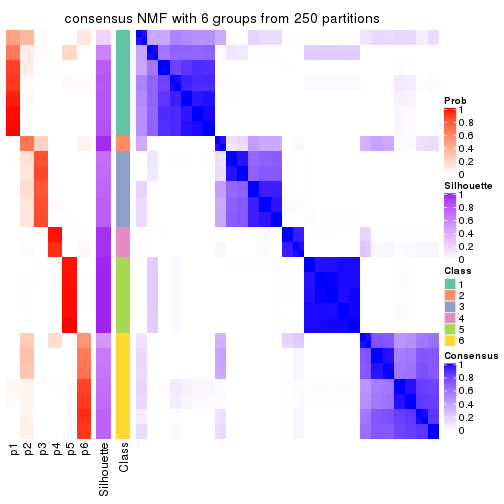 consensus NMF with 6 groups from 250 partitions
Prob
1
0.8
0.6
0.4
0.2
0
Silhouette
1
0.8
0.6
0.4
0.2
0
Class
1
2
3
4
5
6
Consensus
1
0.8
0.6
0.4
0.2
0
p1
p2
p3
p4
p5
p6
Silhouette
Class